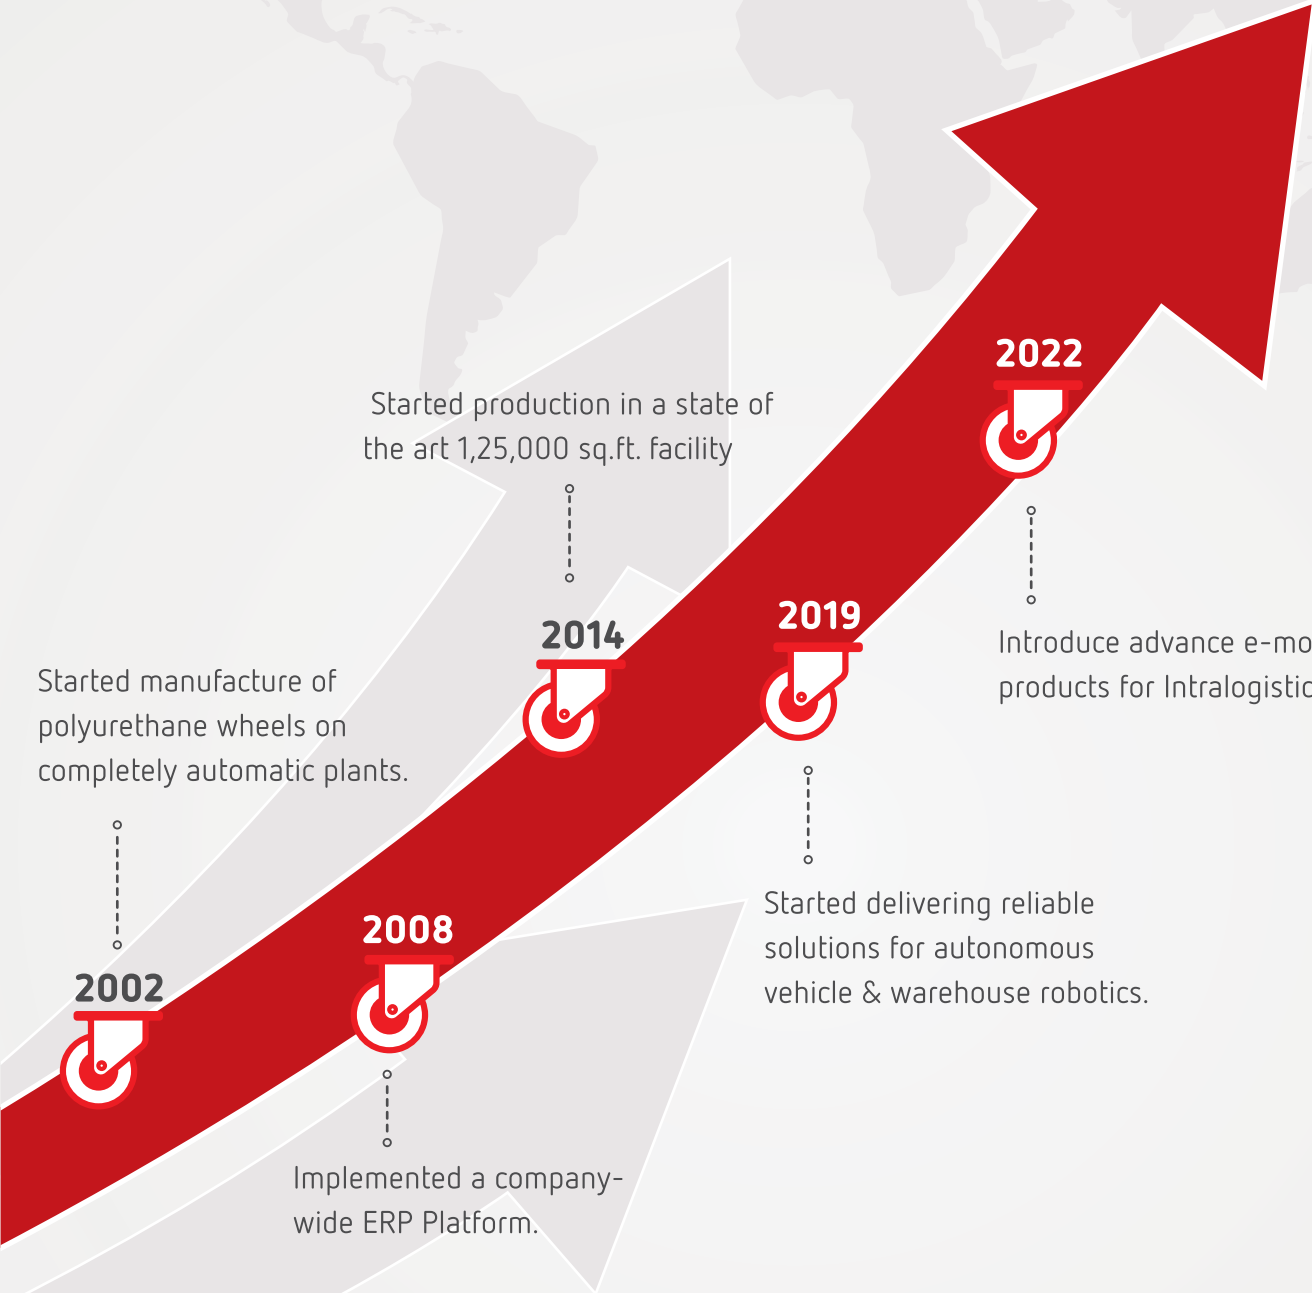 2022
Started production in a state of
the art 1,25,000 sq.ft. facility
2014
2019
Introduce advance
products for
Started manufacture of
polyurethane wheels on
completely automatic plants.
2002
2008
Started delivering reliable
solutions for autonomous
vehicle & warehouse robotics.
Implemented a company-
wide ERP Platform.